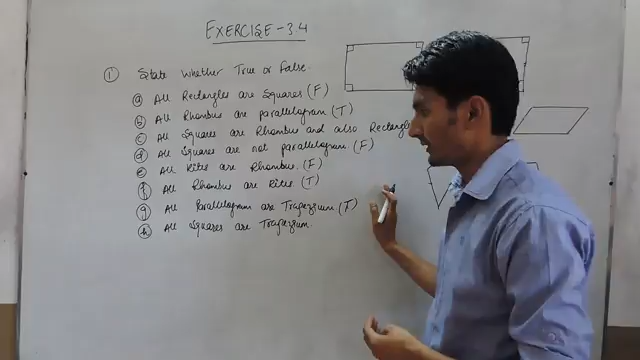 EXERCISE - 3.4
① State whether True or False.
ⓐ All Rectangles are Squares (F)
ⓑ All Rhombus are parallelogram (T)
ⓒ All Squares are Rhombus and also Rectangle
ⓓ All Squares are not parallelogram. (F)
ⓔ All Kites are Rhombus. (F)
ⓕ All Rhombus are Kites (T)
ⓖ All Parallelogram are Trapezium (F)
ⓗ All Squares are Trapezium.